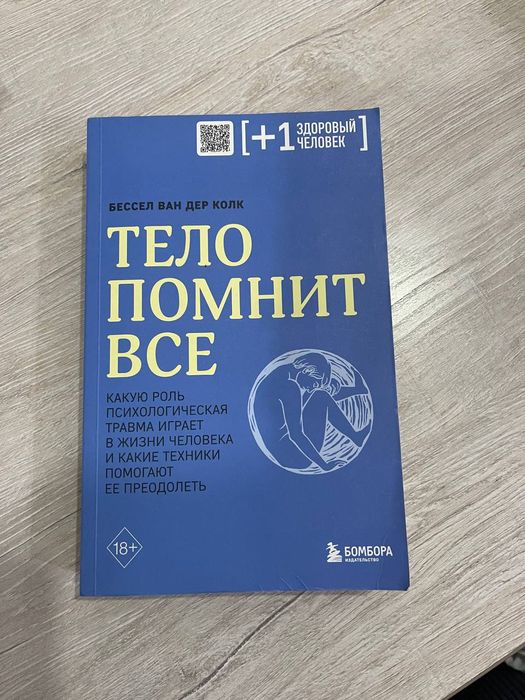 [+1 ЗДОРОВЫЙ
ЧЕЛОВЕК]
БЕССЕЛ ВАН ДЕР КОЛК
ТЕЛО
ПОМНИТ
ВСЕ
КАКУЮ РОЛЬ
ПСИХОЛОГИЧЕСКАЯ
ТРАВМА ИГРАЕТ
В ЖИЗНИ ЧЕЛОВЕКА
И КАКИЕ ТЕХНИКИ
ПОМОГАЮТ
ЕЕ ПРЕОДОЛЕТЬ
18+
БОМБОРА
ИЗДАТЕЛЬСТВО